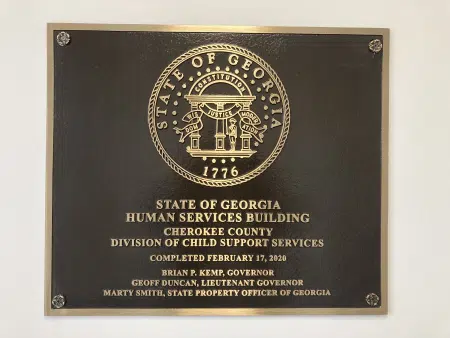 STATE OF GEORGIA
CONSTITUTION
WISDOM JUSTICE MODERATION
1776
STATE OF GEORGIA
HUMAN SERVICES BUILDING
CHEROKEE COUNTY
DIVISION OF CHILD SUPPORT SERVICES
COMPLETED FEBRUARY 17, 2020
BRIAN P. KEMP, GOVERNOR
GEOFF DUNCAN, LIEUTENANT GOVERNOR
MARTY SMITH, STATE PROPERTY OFFICER OF GEORGIA